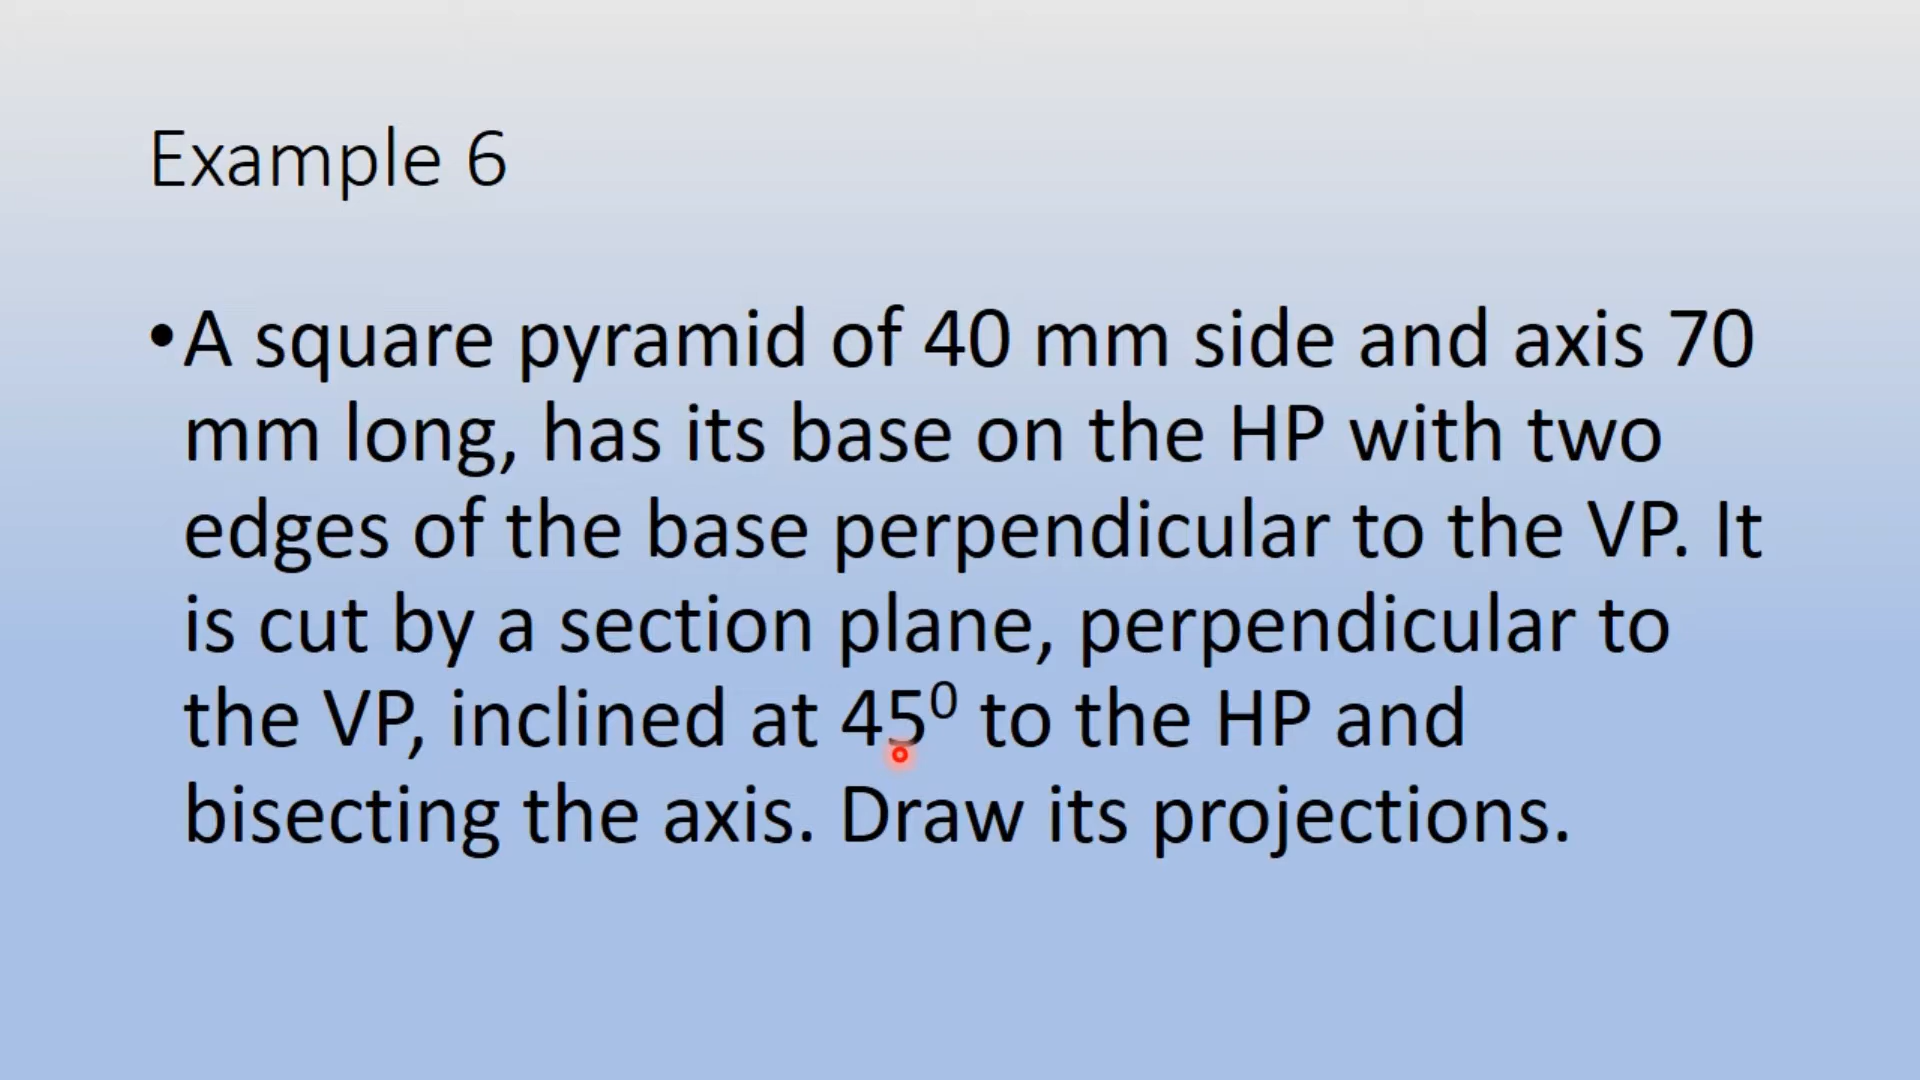 Example 6
•A square pyramid of 40 mm side and axis 70
mm long, has its base on the HP with two
edges of the base perpendicular to the VP. It
is cut by a section plane, perpendicular to
the VP, inclined at 45⁰ to the HP and
bisecting the axis. Draw its projections.